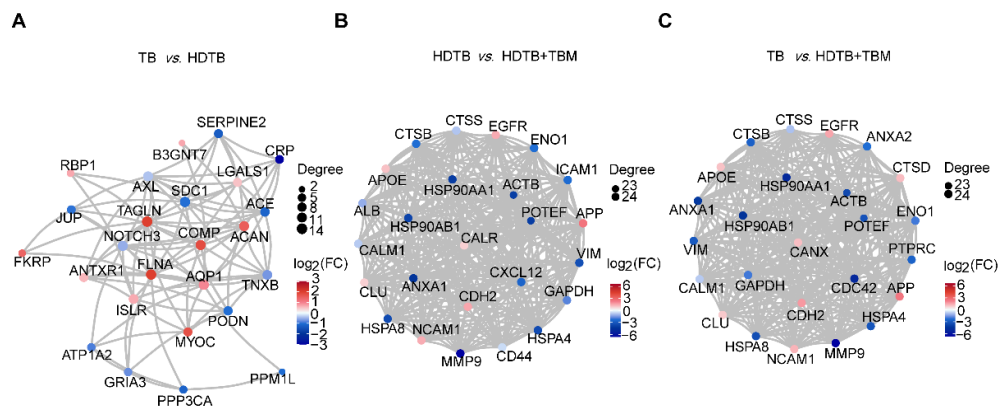 A
B
C
TB vs. HDTB
HDTB vs. HDTB+TBM
TB vs. HDTB+TBM
SERPINE2
B3GNT7
CRP
RBP1
LGALS1
AXL
SDC1
ACE
JUP
TAGLN
NOTCH3
COMP
ACAN
FKRP
FLNA
ANTXR1
AQP1
TNXB
ISLR
PODN
MYOC
ATP1A2
GRIA3
PPM1L
PPP3CA
Degree
2
5
8
11
14
log2(FC)
3
2
1
0
−1
−2
−3
CTSS
EGFR
CTSB
ENO1
APOE
HSP90AA1
ACTB
ICAM1
ALB
HSP90AB1
POTEF
APP
CALR
CALM1
VIM
CXCL12
CLU
ANXA1
GAPDH
CDH2
HSPA8
NCAM1
HSPA4
MMP9
CD44
Degree
23
24
log2(FC)
6
3
0
−3
−6
CTSS
EGFR
CTSB
ANXA2
APOE
HSP90AA1
CTSD
ACTB
ANXA1
HSP90AB1
POTEF
ENO1
VIM
CANX
PTPRC
CALM1
GAPDH
CDC42
APP
CLU
CDH2
HSPA4
HSPA8
NCAM1
MMP9
Degree
23
24
log2(FC)
6
3
0
−3
−6